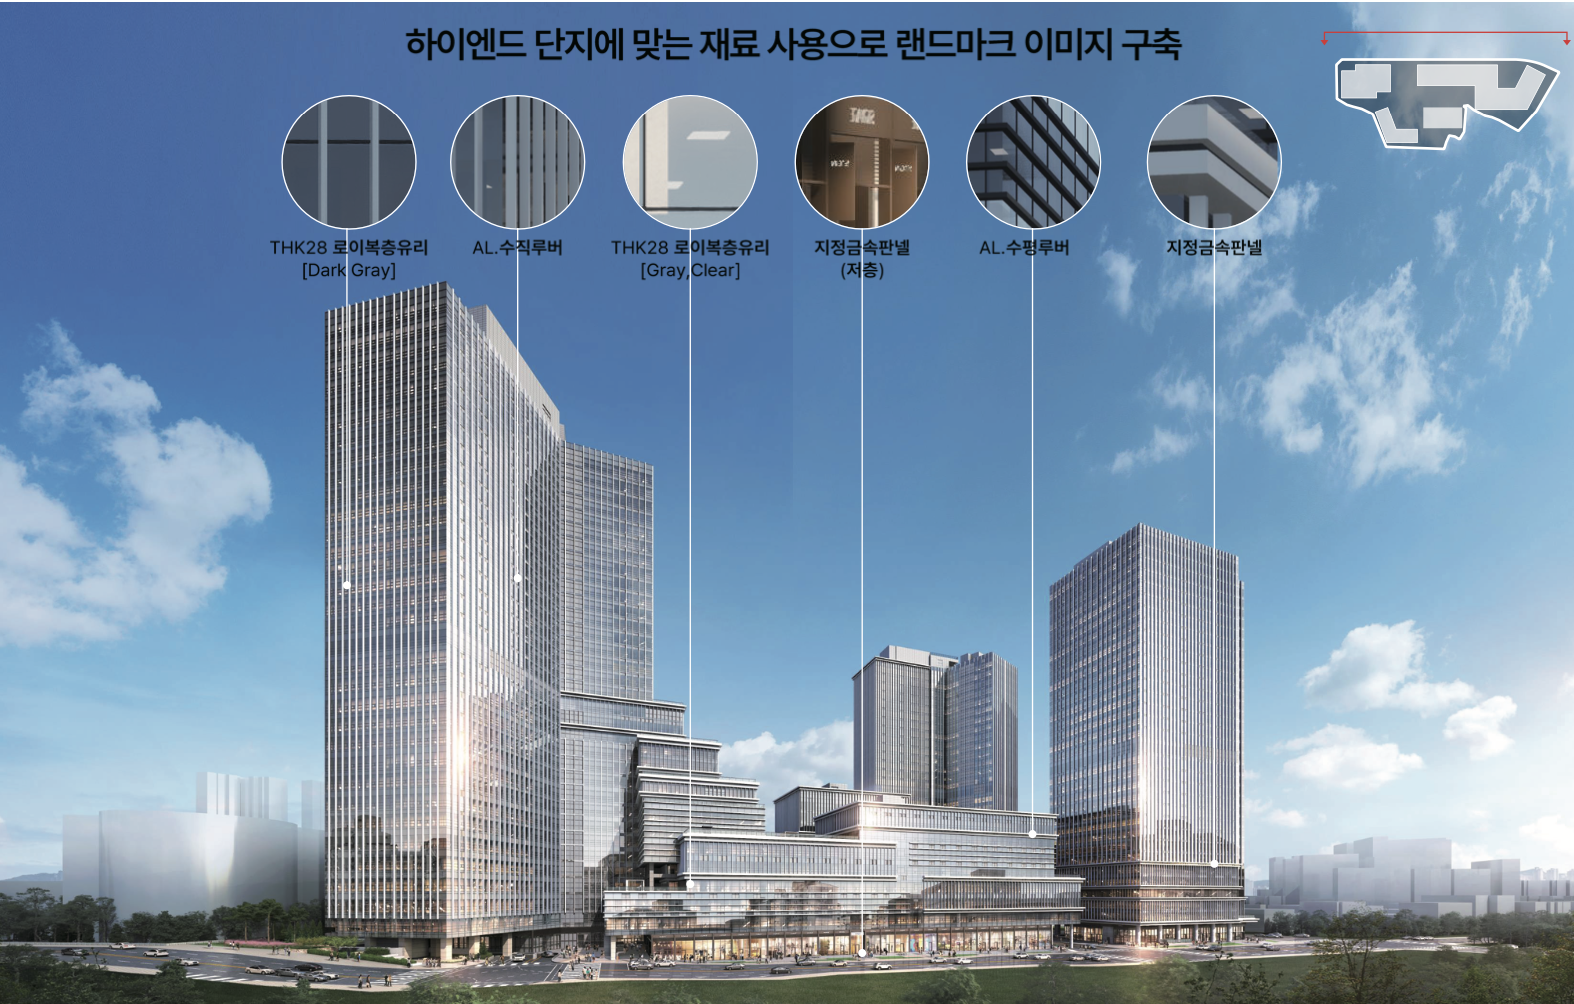 하이엔드 단지에 맞는 재료 사용으로 랜드마크 이미지 구축
THK28 로이복층유리
[Dark Gray]
AL.수직루버
THK28 로이복층유리
[Gray,Clear]
지정금속판넬
(저층)
AL.수평루버
지정금속판넬